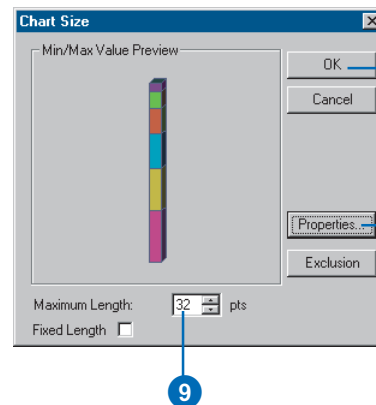 Chart Size
Min/Max Value Preview
OK
Cancel
Properties...
Exclusion
Maximum Length: 32 pts
Fixed Length
9